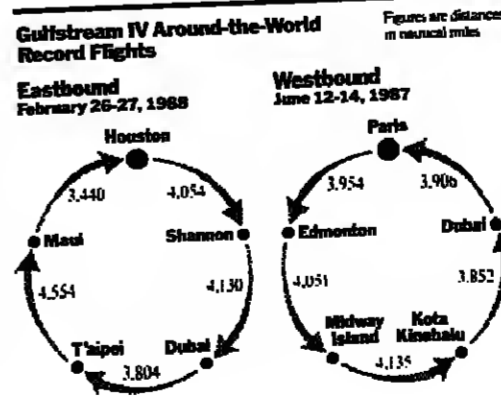 Gulfstream IV Around-the-World
Record Flights
Figures are distances
in nautical miles
Eastbound
February 26-27, 1988
Houston
3.440
4,054
Maui
Shannon
4.554
4,130
T'aipei
Dubai
3.804
Westbound
June 12-14, 1987
Paris
3.954
3.906
Edmonton
Dubai
4,051
3.852
Midway
Island
Kota
Kinabalu
4,135